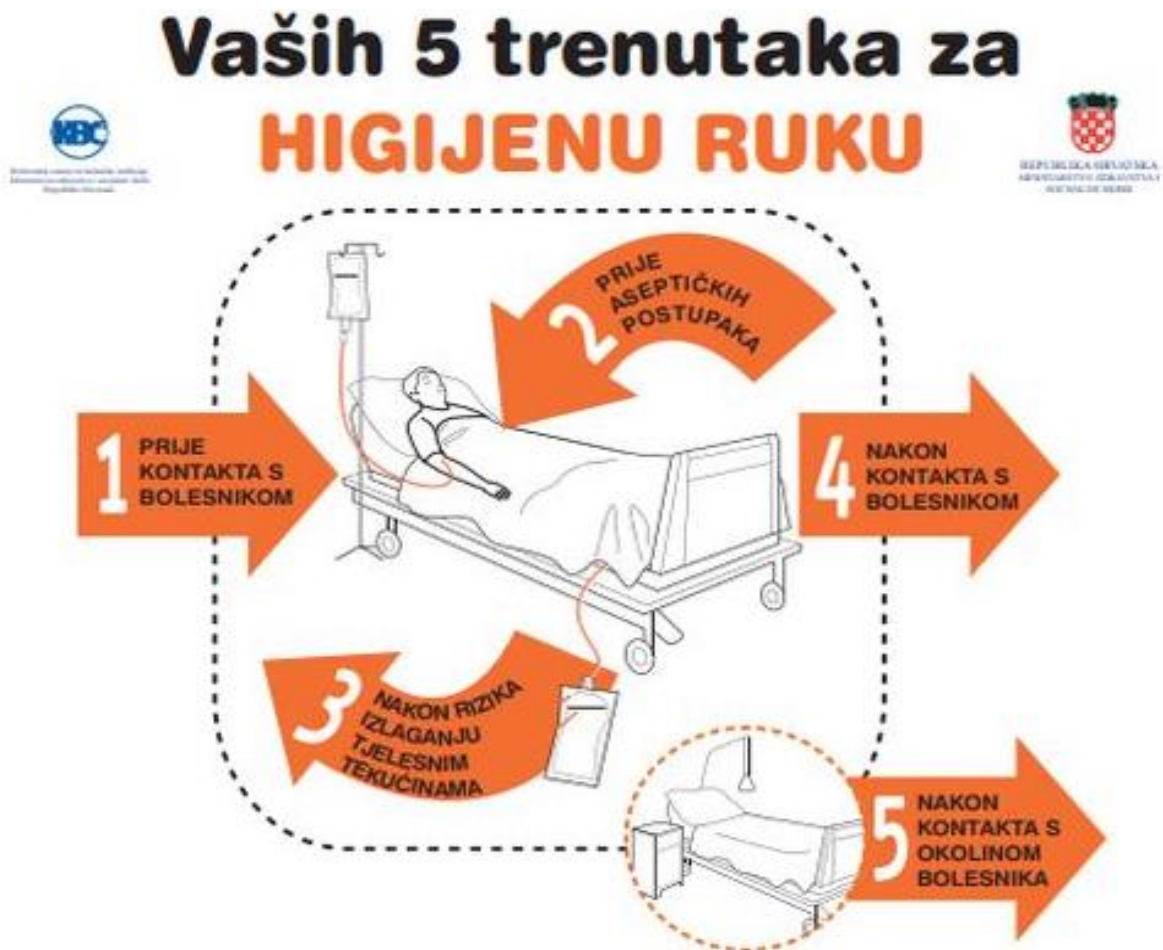 Vaših 5 trenutaka za
HIGIJENU RUKU
KBC
REPUBLIKA HRVATSKA
1
PRIJE
KONTAKTA S
BOLESNIKOM
2
PRIJE
ASEPTIČKIH
POSTUPAKA
3
NAKON RIZIKA
IZLAGANJU
TJELESNIM
TEKUĆINAMA
4
NAKON
KONTAKTA S
BOLESNIKOM
5
NAKON
KONTAKTA S
OKOLINOM
BOLESNIKA